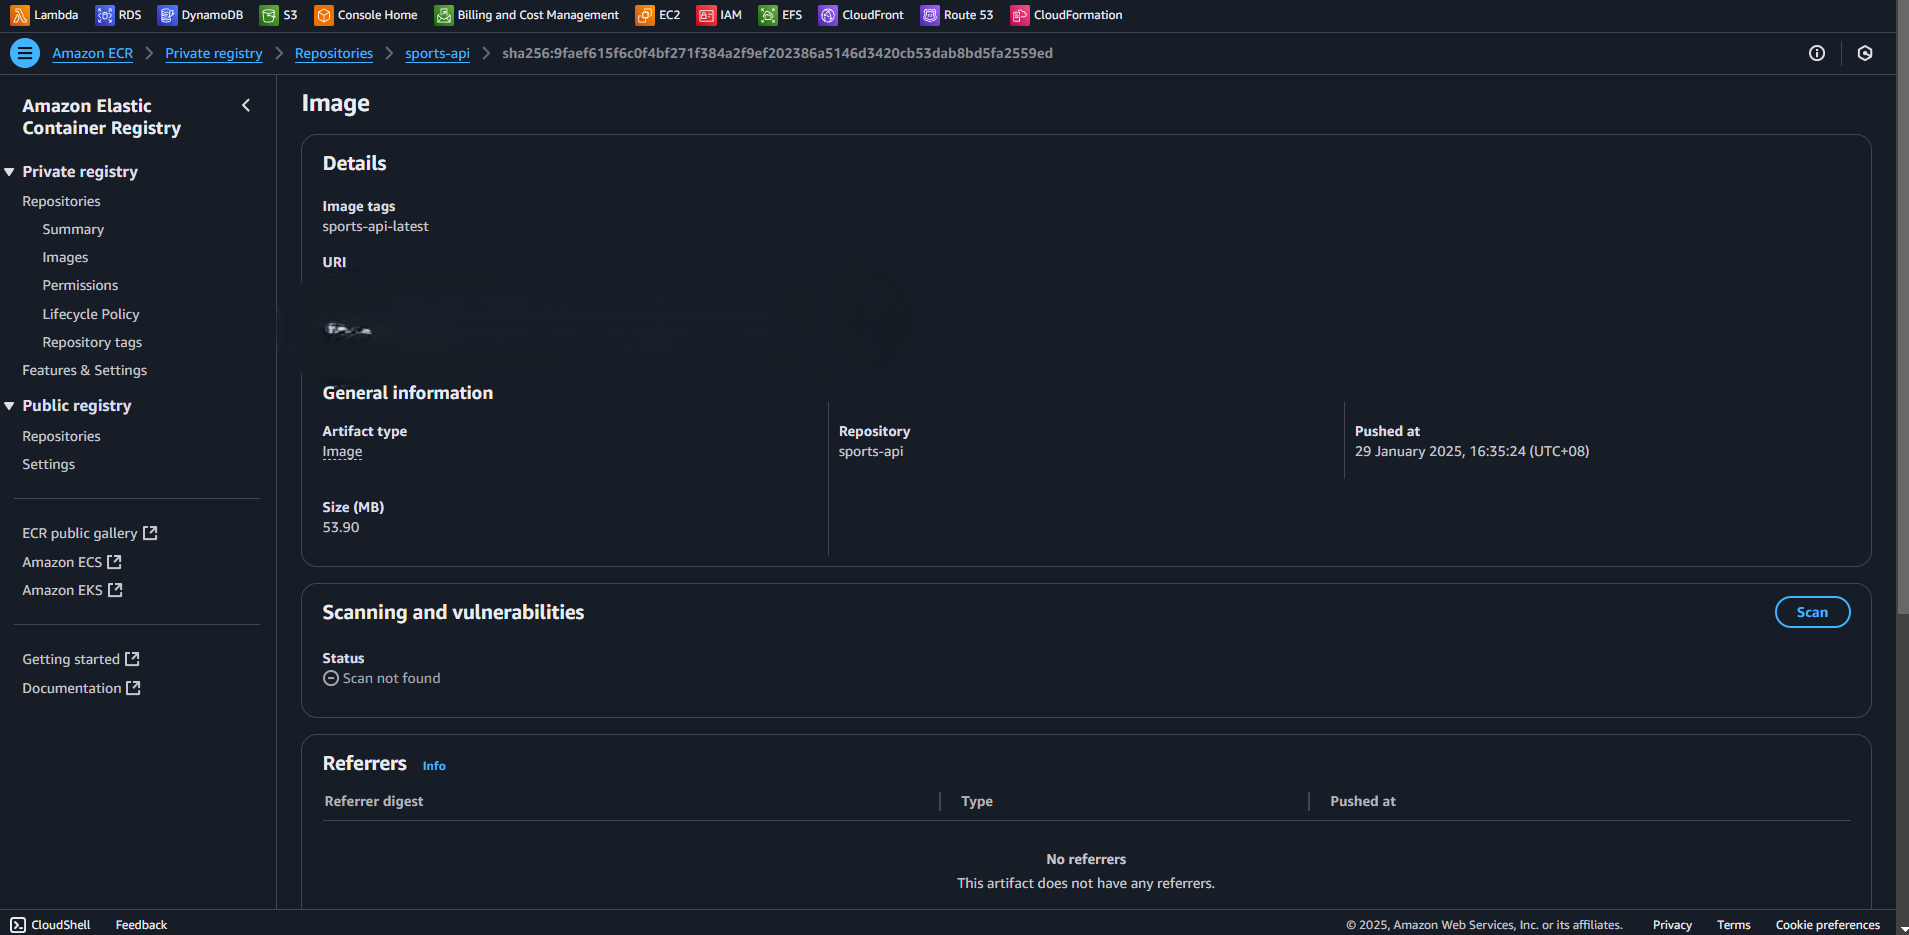 Lambda RDS DynamoDB S3 Console Home Billing and Cost Management EC2 IAM EFS CloudFront Route 53 CloudFormation
Amazon ECR Private registry Repositories sports-api sha256:9faef615f6c0f4bf271f384a2f9ef202386a5146d3420cb53dab8bd5fa2559ed
Amazon Elastic
Container Registry
Private registry
Repositories
Summary
Images
Permissions
Lifecycle Policy
Repository tags
Features & Settings
Public registry
Repositories
Settings
ECR public gallery
Amazon ECS
Amazon EKS
Getting started
Documentation
Image
Details
Image tags
sports-api-latest
URI
General information
Artifact type
Image
Repository
sports-api
Pushed at
29 January 2025, 16:35:24 (UTC+08)
Size (MB)
53.90
Scanning and vulnerabilities
Scan
Status
Scan not found
Referrers Info
Referrer digest Type Pushed at
No referrers
This artifact does not have any referrers.
CloudShell Feedback © 2025, Amazon Web Services, Inc. or its affiliates. Privacy Terms Cookie preferences